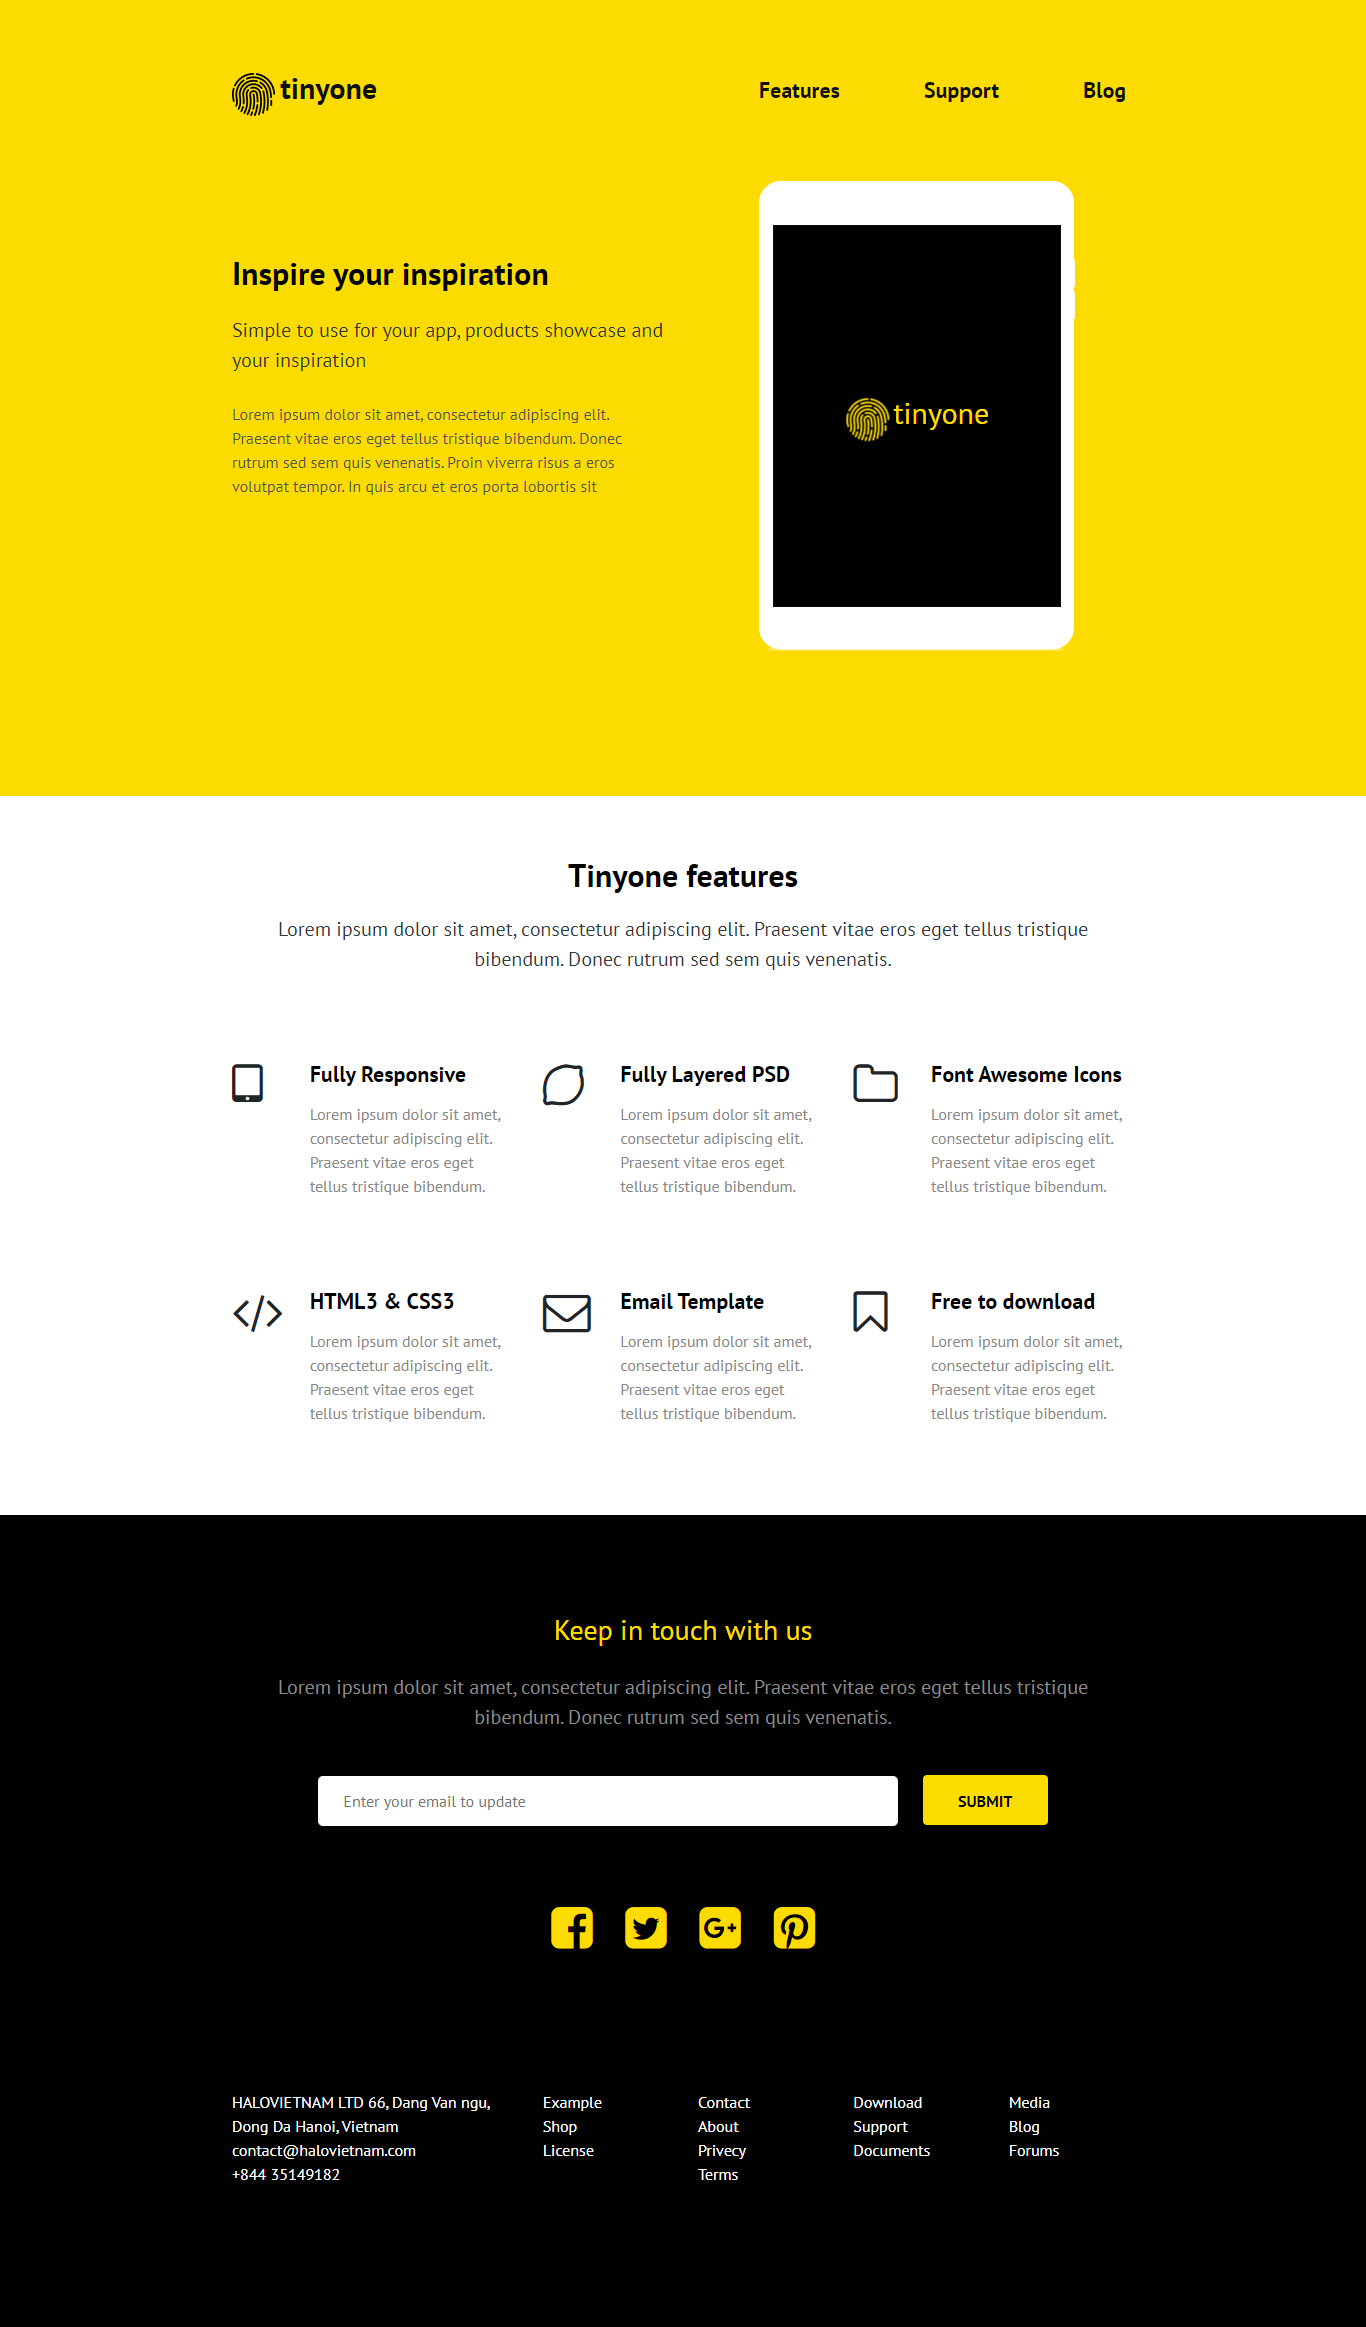 tinyone
Features
Support
Blog
Inspire your inspiration
Simple to use for your app, products showcase and
your inspiration
Lorem ipsum dolor sit amet, consectetur adipiscing elit.
Praesent vitae eros eget tellus tristique bibendum. Donec
rutrum sed sem quis venenatis. Proin viverra risus a eros
volutpat tempor. In quis arcu et eros porta lobortis sit
tinyone
Tinyone features
Lorem ipsum dolor sit amet, consectetur adipiscing elit. Praesent vitae eros eget tellus tristique
bibendum. Donec rutrum sed sem quis venenatis.
Fully Responsive
Lorem ipsum dolor sit amet,
consectetur adipiscing elit.
Praesent vitae eros eget
tellus tristique bibendum.
Fully Layered PSD
Lorem ipsum dolor sit amet,
consectetur adipiscing elit.
Praesent vitae eros eget
tellus tristique bibendum.
Font Awesome Icons
Lorem ipsum dolor sit amet,
consectetur adipiscing elit.
Praesent vitae eros eget
tellus tristique bibendum.
HTML3 & CSS3
Lorem ipsum dolor sit amet,
consectetur adipiscing elit.
Praesent vitae eros eget
tellus tristique bibendum.
Email Template
Lorem ipsum dolor sit amet,
consectetur adipiscing elit.
Praesent vitae eros eget
tellus tristique bibendum.
Free to download
Lorem ipsum dolor sit amet,
consectetur adipiscing elit.
Praesent vitae eros eget
tellus tristique bibendum.
Keep in touch with us
Lorem ipsum dolor sit amet, consectetur adipiscing elit. Praesent vitae eros eget tellus tristique
bibendum. Donec rutrum sed sem quis venenatis.
Enter your email to update
SUBMIT
HALOVIETNAM LTD 66, Dang Van ngu,
Dong Da Hanoi, Vietnam
contact@halovietnam.com
+844 35149182
Example
Shop
License
Contact
About
Privecy
Terms
Download
Support
Documents
Media
Blog
Forums